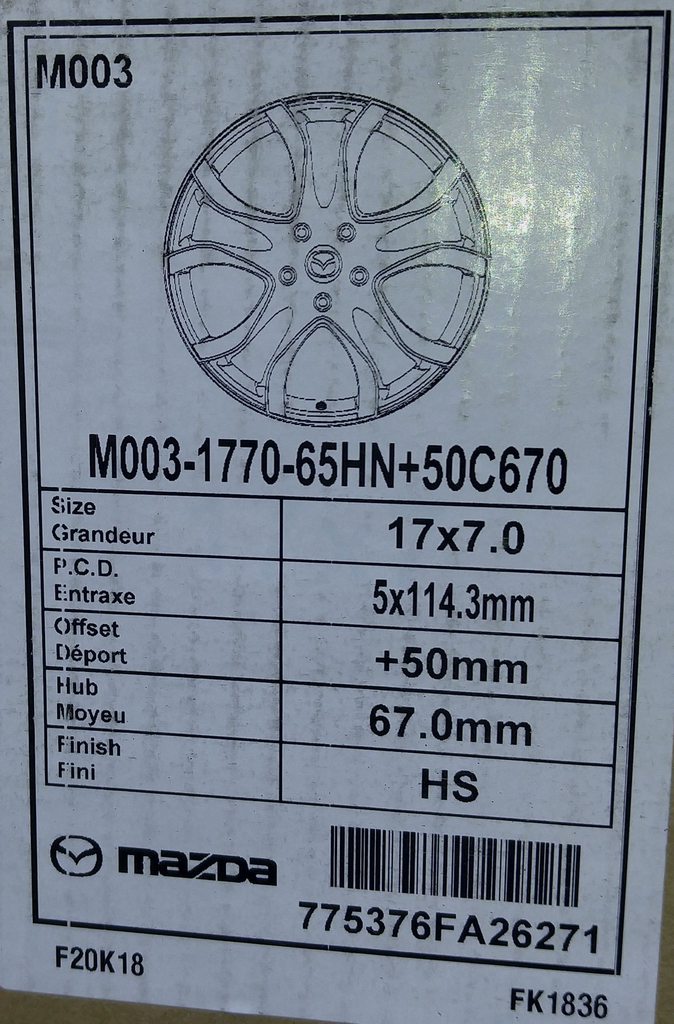 M003
M003-1770-65HN+50C670
Size
Grandeur
17x7.0
P.C.D.
Entraxe
5x114.3mm
Offset
Déport
+50mm
Hub
Moyeu
67.0mm
Finish
Fini
HS
mazda
775376FA26271
F20K18
FK1836